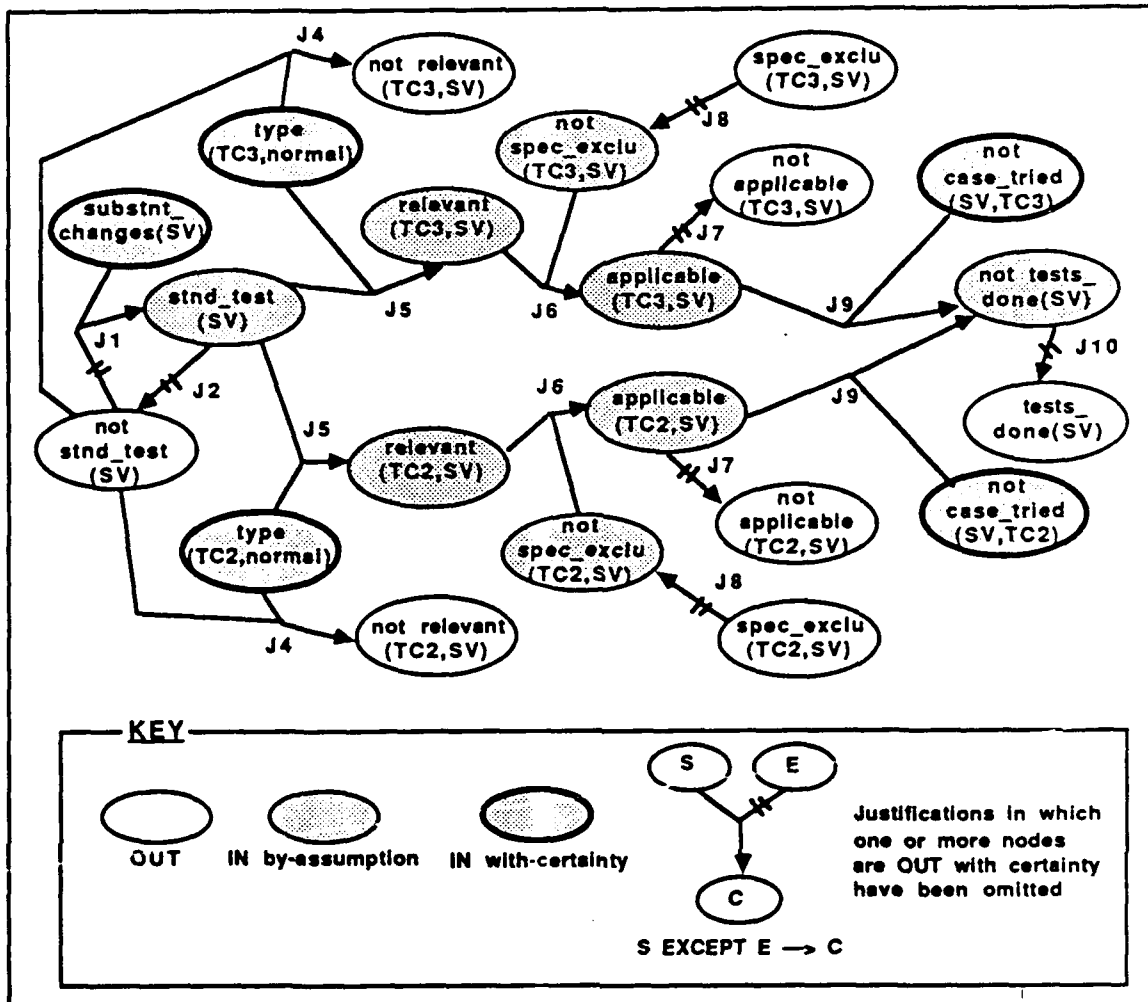 J4
not relevant
(TC3,SV)
spec_exclu
(TC3,SV)
J8
type
(TC3,normal)
not
spec_exclu
(TC3,SV)
not
applicable
(TC3,SV)
not
case_tried
(SV,TC3)
substnt_
changes(SV)
relevant
(TC3,SV)
J7
stnd_test
(SV)
J5
J6
applicable
(TC3,SV)
J9
not tests_
done(SV)
J1
J2
J10
not
stnd_test
(SV)
J5
relevant
(TC2,SV)
J6
applicable
(TC2,SV)
J9
tests_
done(SV)
J7
type
(TC2,normal)
not
spec_exclu
(TC2,SV)
not
applicable
(TC2,SV)
not
case_tried
(SV,TC2)
J8
J4
not relevant
(TC2,SV)
spec_exclu
(TC2,SV)
KEY
S
E
C
OUT
IN by-assumption
IN with-certainty
S EXCEPT E → C
Justifications in which
one or more nodes
are OUT with certainty
have been omitted